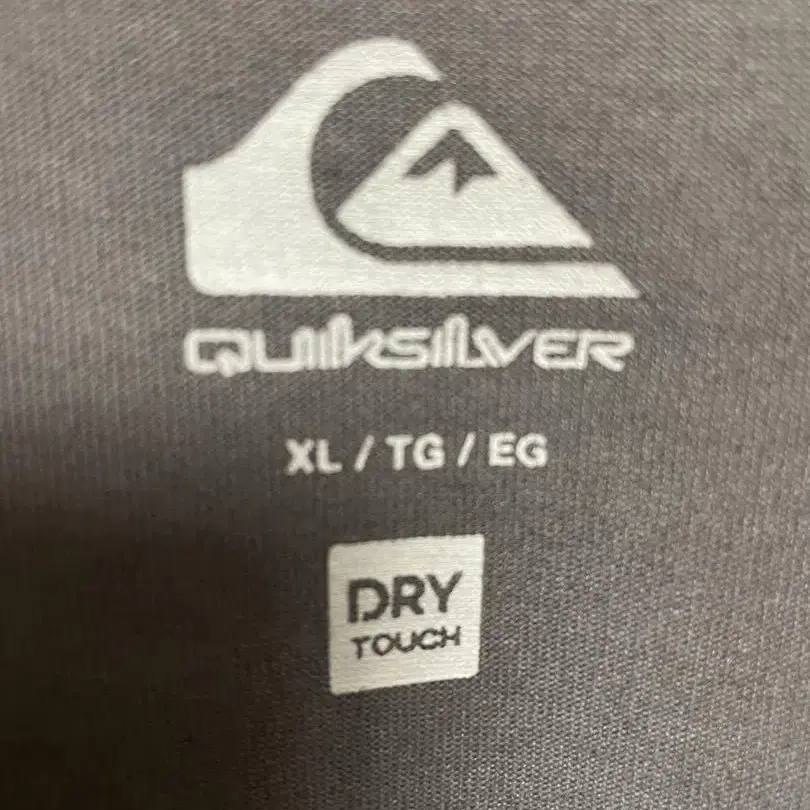 QUIKSILVER
XL / TG / EG
DRY
TOUCH